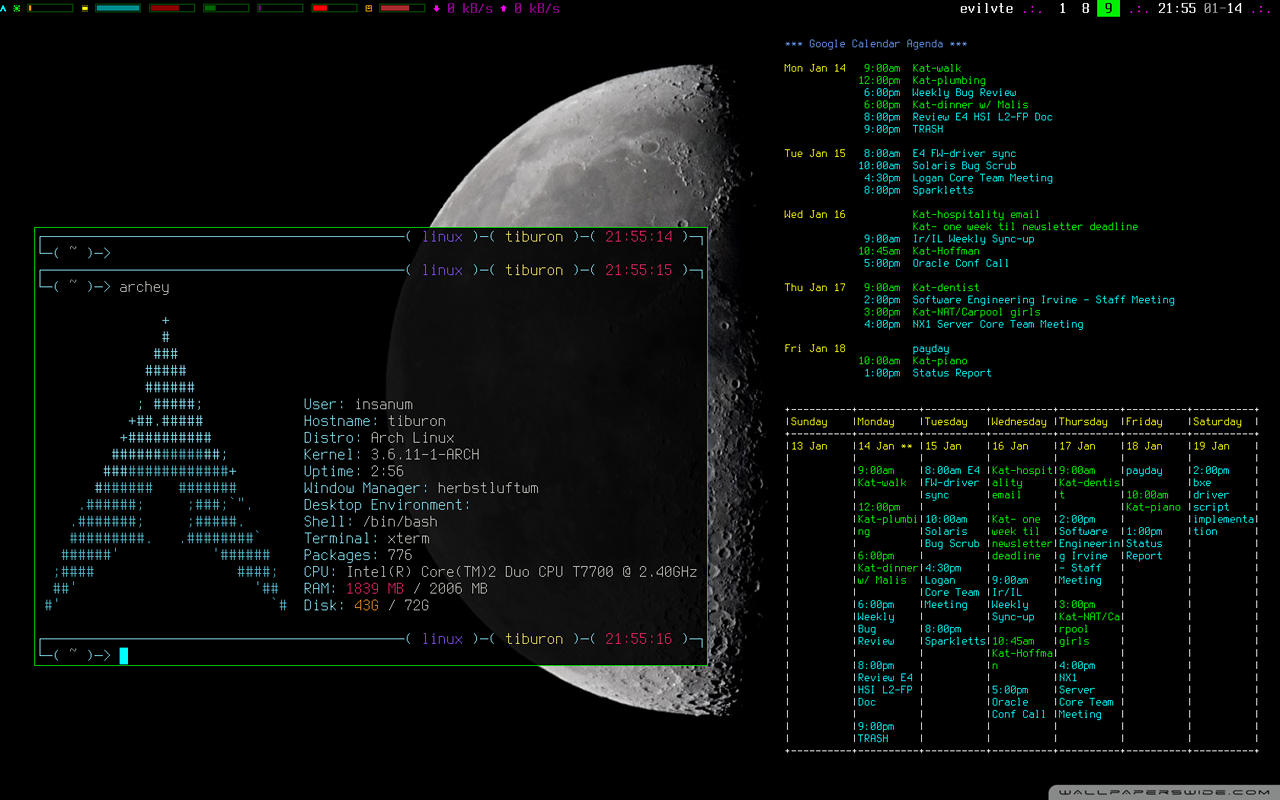 0 kB/s 0 kB/s evilvte .:. 1 8 9 .:. 21:55 01-14 .:.
*** Google Calendar Agenda ***
Mon Jan 14 9:00am Kat-walk
12:00pm Kat-plumbing
6:00pm Weekly Bug Review
6:00pm Kat-dinner w/ Malis
8:00pm Review E4 HSI L2-FP Doc
9:00pm TRASH
Tue Jan 15 8:00am E4 FW-driver sync
10:00am Solaris Bug Scrub
4:30pm Logan Core Team Meeting
8:00pm Sparkletts
Wed Jan 16 Kat-hospitality email
Kat- one week til newsletter deadline
9:00am Ir/IL Weekly Sync-up
10:45am Kat-Hoffman
5:00pm Oracle Conf Call
Thu Jan 17 9:00am Kat-dentist
2:00pm Software Engineering Irvine - Staff Meeting
3:00pm Kat-NAT/Carpool girls
4:00pm NX1 Server Core Team Meeting
Fri Jan 18 payday
10:00am Kat-piano
1:00pm Status Report
( linux )-( tiburon )-( 21:55:14 )-
-( ~ )->
( linux )-( tiburon )-( 21:55:15 )-
-( ~ )-> archey
+
#
###
#####
######
; #####;
+##.#####
+##########
#############;
###############+
####### #######
.######; ;###;`".
.#######; ;#####.
#########. .########`
######' '######
;#### ####;
##' '##
#' `#
User: insanum
Hostname: tiburon
Distro: Arch Linux
Kernel: 3.6.11-1-ARCH
Uptime: 2:56
Window Manager: herbstluftwm
Desktop Environment:
Shell: /bin/bash
Terminal: xterm
Packages: 776
CPU: Intel(R) Core(TM)2 Duo CPU T7700 @ 2.40GHz
RAM: 1839 MB / 2006 MB
Disk: 43G / 72G
( linux )-( tiburon )-( 21:55:16 )-
-( ~ )->
Sunday Monday Tuesday Wednesday Thursday Friday Saturday
13 Jan 14 Jan ** 15 Jan 16 Jan 17 Jan 18 Jan 19 Jan
9:00am 8:00am E4 Kat-hospit 9:00am payday 2:00pm
Kat-walk FW-driver ality Kat-dentis bxe
sync email t 10:00am driver
12:00pm Kat-piano script
Kat-plumbi 10:00am Kat- one 2:00pm implementa
ng Solaris week til Software 1:00pm tion
Bug Scrub newsletter Engineerin Status
6:00pm deadline g Irvine Report
Kat-dinner 4:30pm - Staff
w/ Malis Logan 9:00am Meeting
Core Team Ir/IL
6:00pm Meeting Weekly 3:00pm
Weekly Sync-up Kat-NAT/Ca
Bug 8:00pm rpool
Review Sparkletts 10:45am girls
Kat-Hoffma
8:00pm n 4:00pm
Review E4 NX1
HSI L2-FP 5:00pm Server
Doc Oracle Core Team
Conf Call Meeting
9:00pm
TRASH
WALLPAPERSWIDE.COM